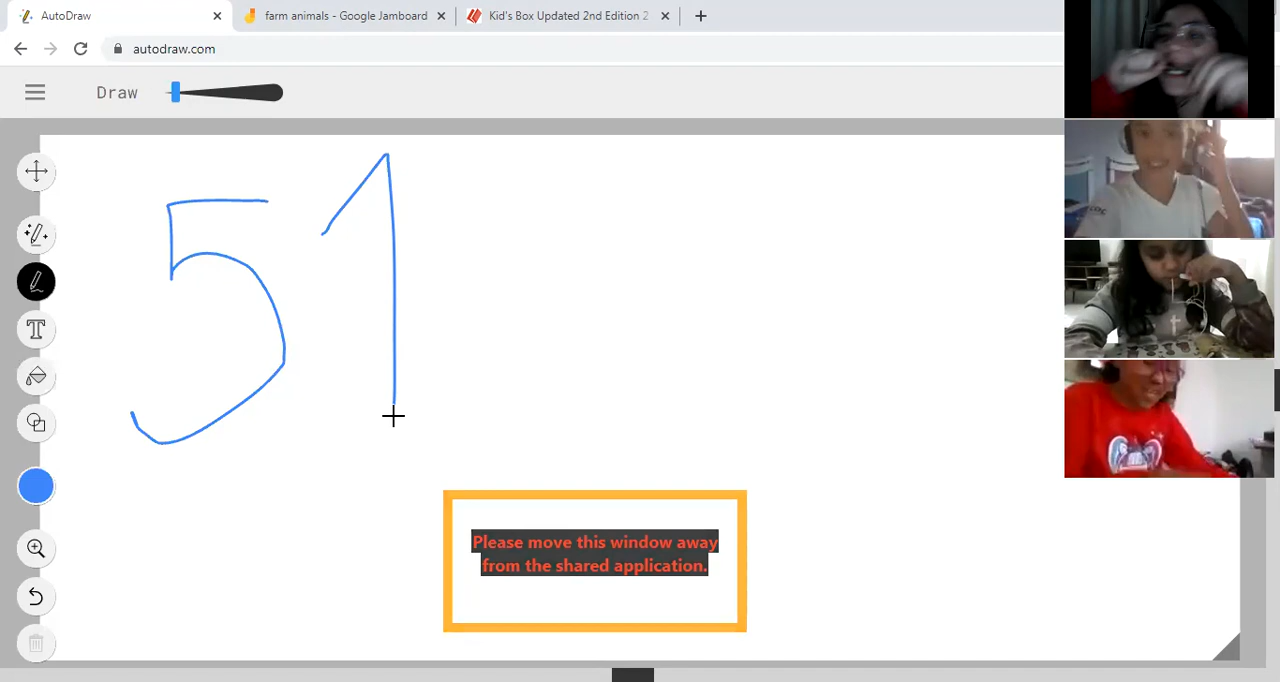 AutoDraw
farm animals - Google Jamboard
Kid's Box Updated 2nd Edition 2
autodraw.com
Draw
51
T
Please move this window away
from the shared application.